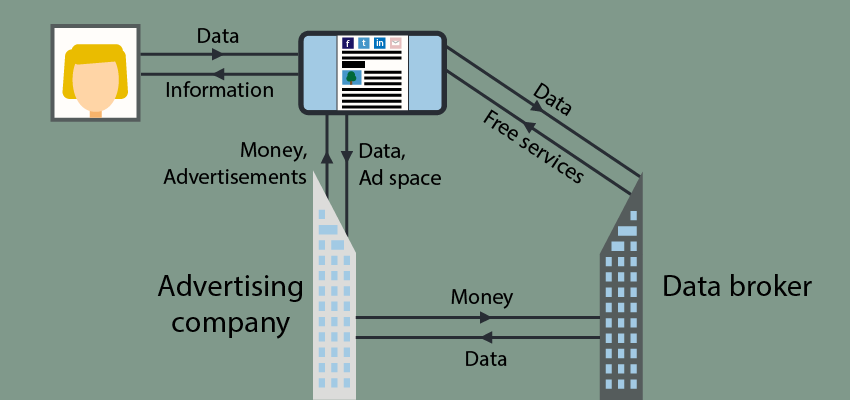 Data
Information
f t in
Data
Free services
Money,
Advertisements
Data,
Ad space
Advertising
company
Data broker
Money
Data